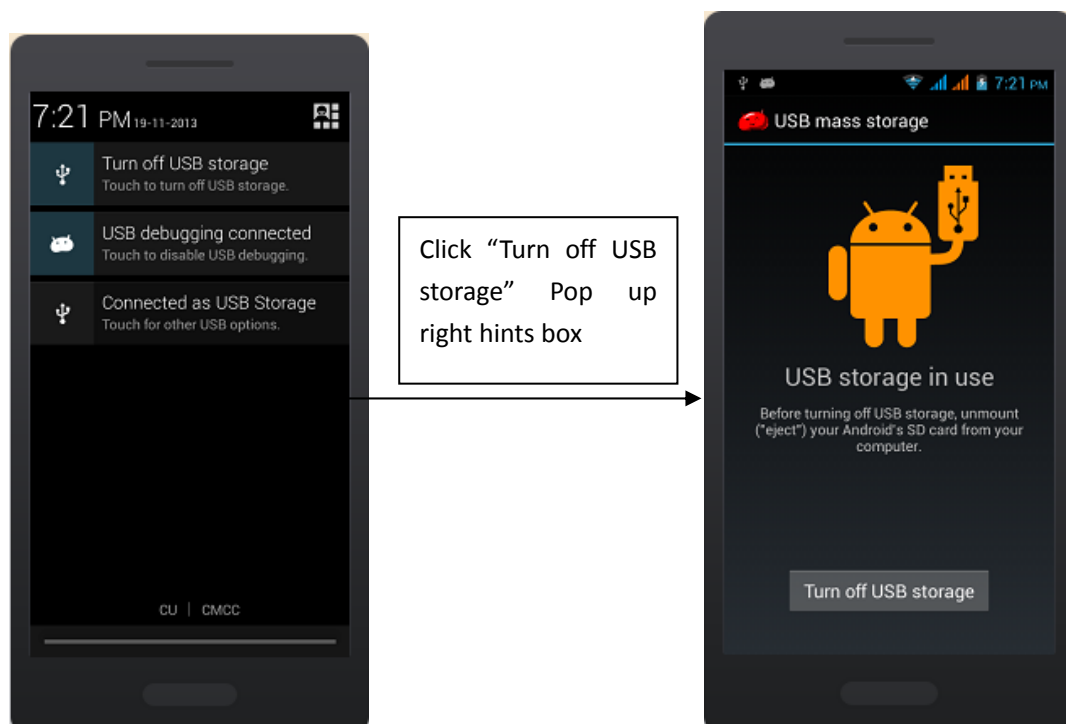 7:21 PM 19-11-2013
Turn off USB storage
Touch to turn off USB storage.
USB debugging connected
Touch to disable USB debugging.
Connected as USB Storage
Touch for other USB options.
CU | CMCC
Click “Turn off USB
storage” Pop up
right hints box
7:21 PM
USB mass storage
USB storage in use
Before turning off USB storage, unmount
("eject") your Android's SD card from your
computer.
Turn off USB storage